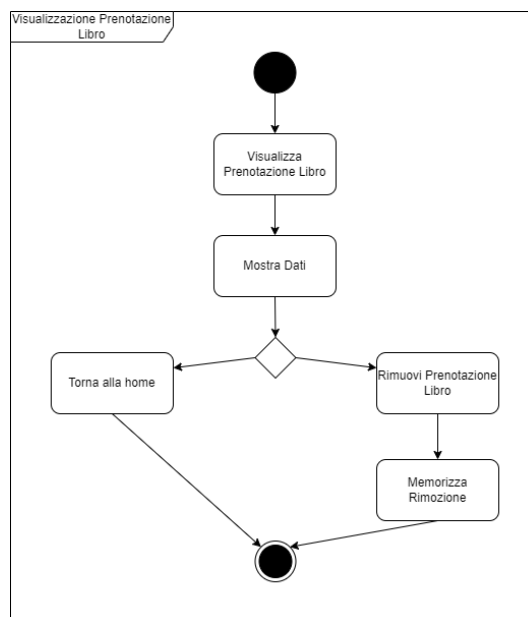 Visualizzazione Prenotazione
Libro
Visualizza
Prenotazione Libro
Mostra Dati
Torna alla home
Rimuovi Prenotazione
Libro
Memorizza
Rimozione